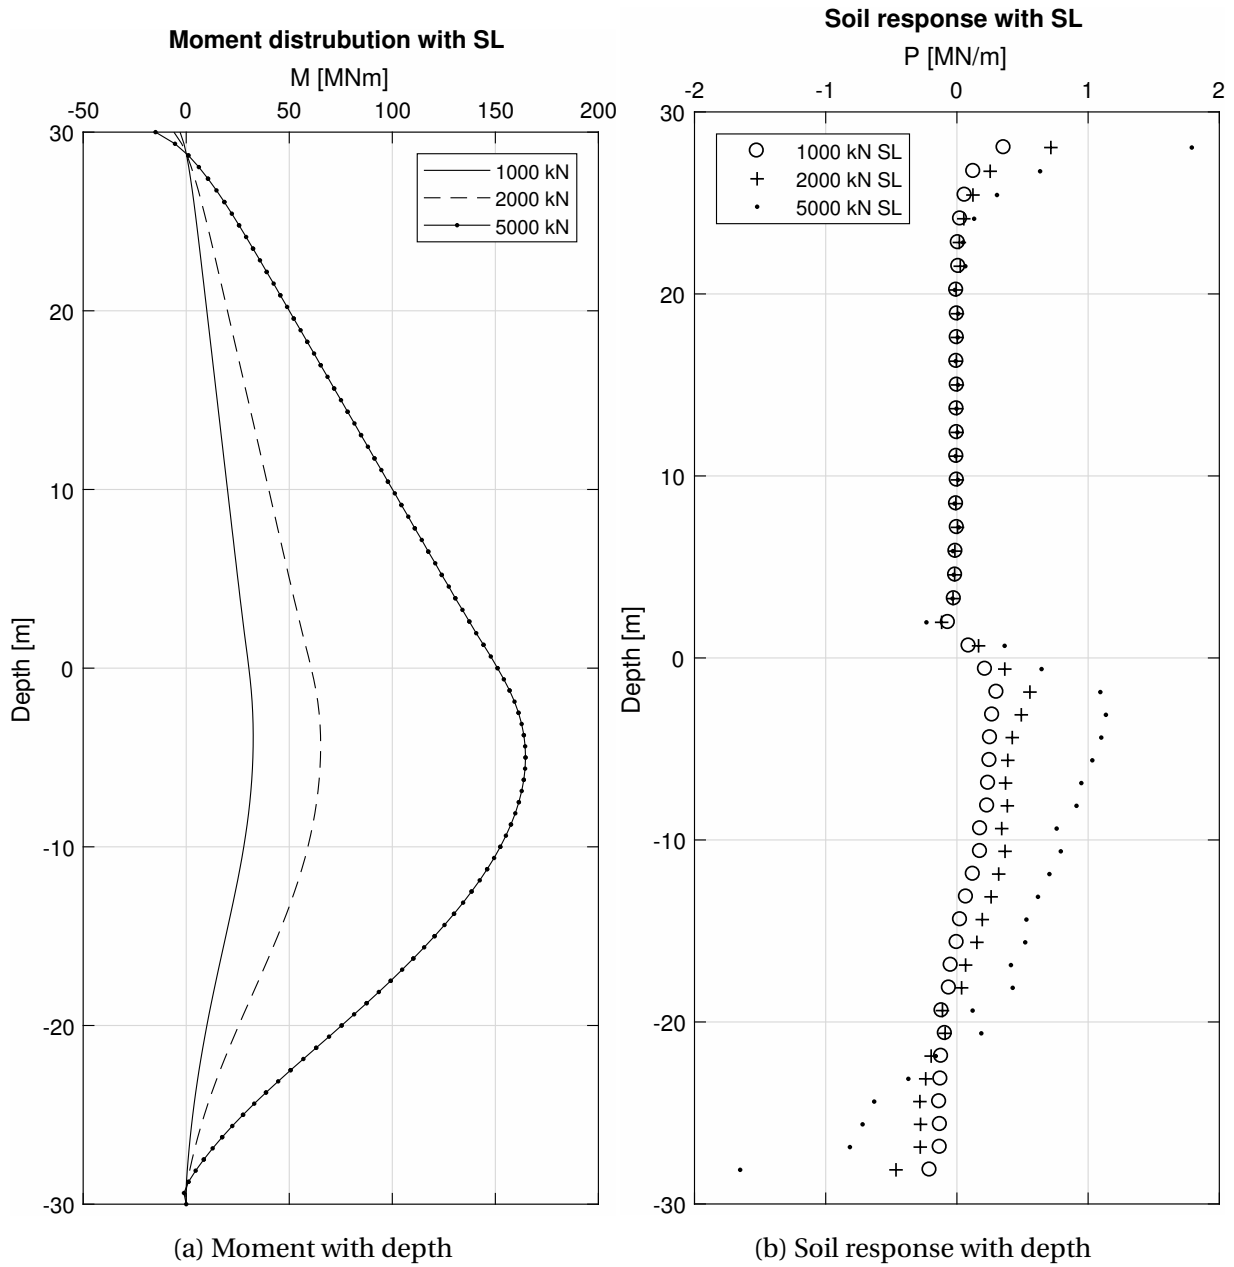 Moment distrubution with SL
M [MNm]
-50 0 50 100 150 200
30
20
10
0
-10
-20
-30
Depth [m]
1000 kN
2000 kN
5000 kN
(a) Moment with depth
Soil response with SL
P [MN/m]
-2 -1 0 1 2
30
20
10
0
-10
-20
-30
Depth [m]
1000 kN SL
2000 kN SL
5000 kN SL
(b) Soil response with depth